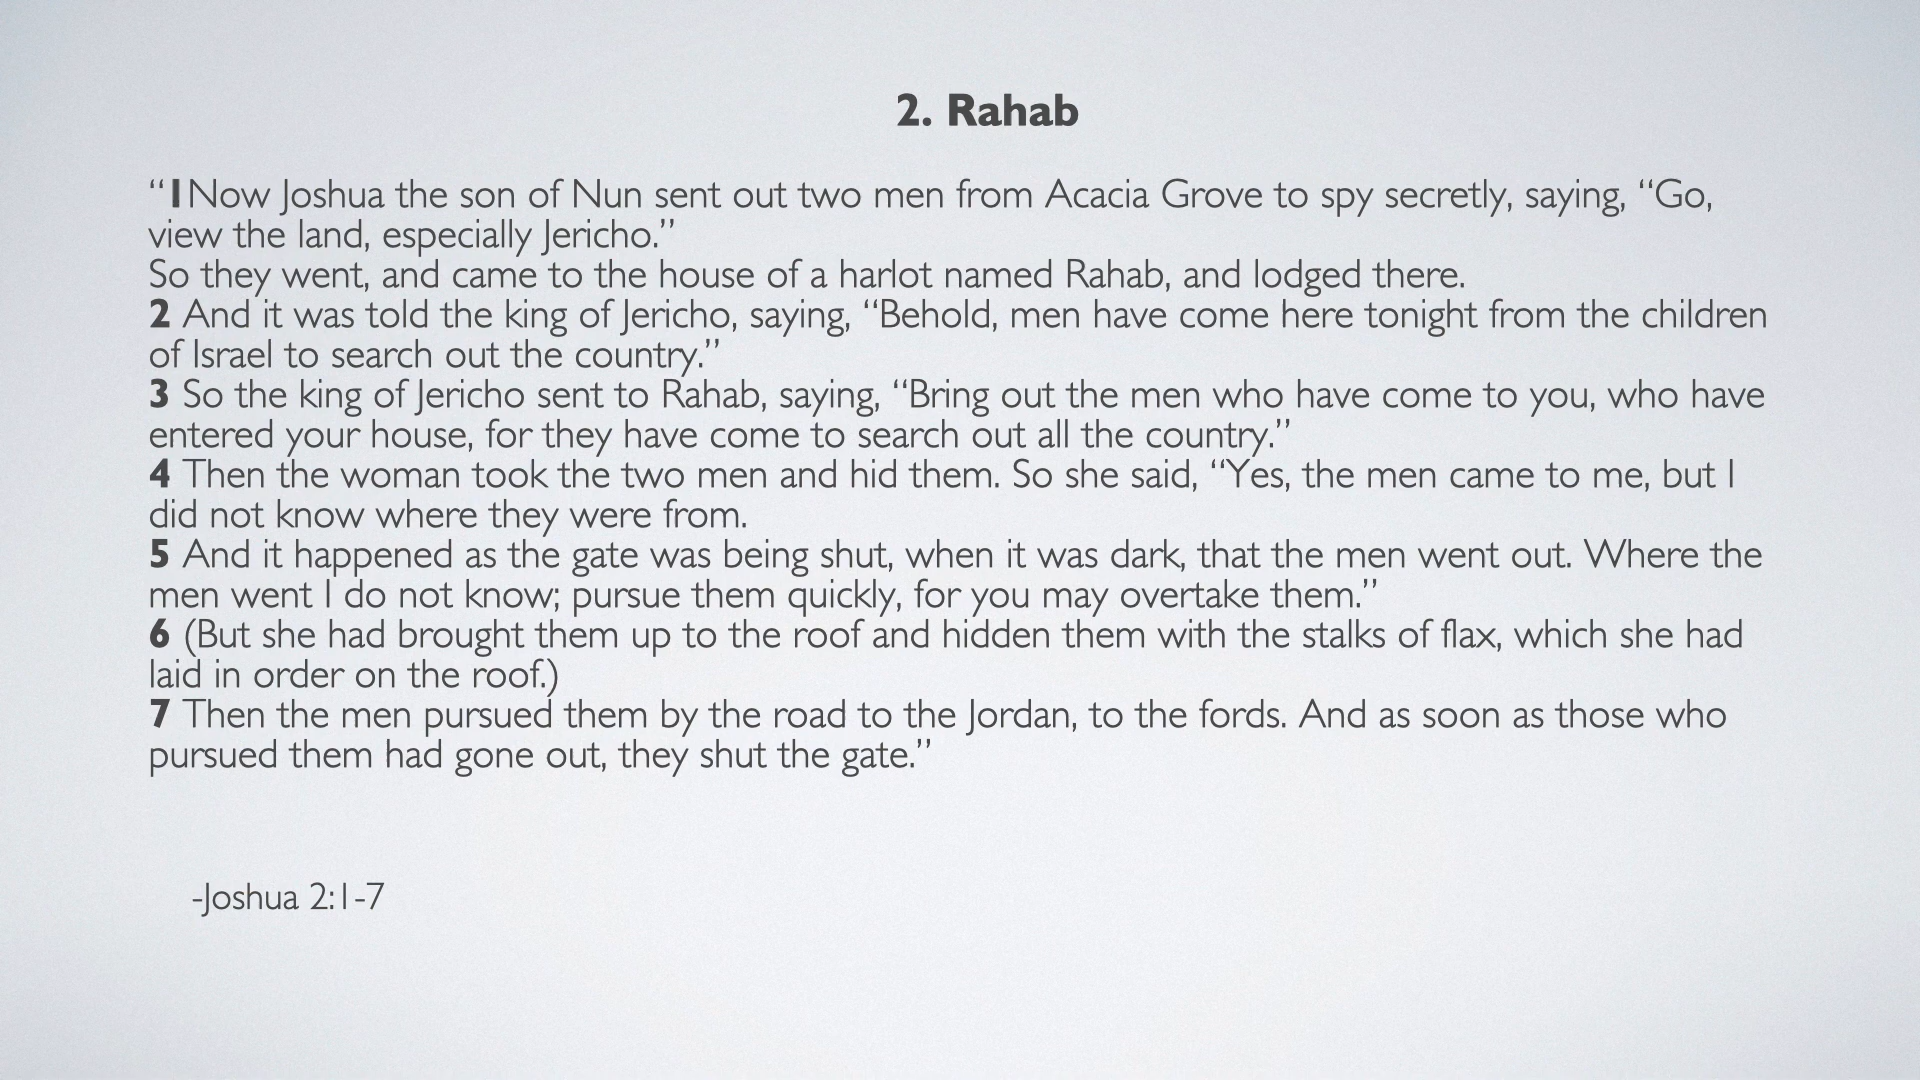 2. Rahab
“1Now Joshua the son of Nun sent out two men from Acacia Grove to spy secretly, saying, “Go,
view the land, especially Jericho.”
So they went, and came to the house of a harlot named Rahab, and lodged there.
2 And it was told the king of Jericho, saying, “Behold, men have come here tonight from the children
of Israel to search out the country.”
3 So the king of Jericho sent to Rahab, saying, “Bring out the men who have come to you, who have
entered your house, for they have come to search out all the country.”
4 Then the woman took the two men and hid them. So she said, “Yes, the men came to me, but I
did not know where they were from.
5 And it happened as the gate was being shut, when it was dark, that the men went out. Where the
men went I do not know; pursue them quickly, for you may overtake them.”
6 (But she had brought them up to the roof and hidden them with the stalks of flax, which she had
laid in order on the roof.)
7 Then the men pursued them by the road to the Jordan, to the fords. And as soon as those who
pursued them had gone out, they shut the gate.”
-Joshua 2:1-7